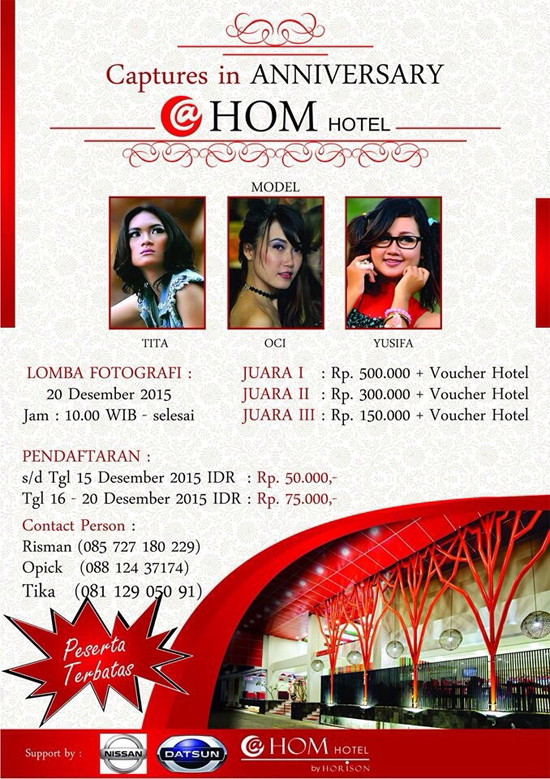 Captures in ANNIVERSARY
@ HOM HOTEL
MODEL
TITA
OCI
YUSIFA
LOMBA FOTOGRAFI :
20 Desember 2015
Jam : 10.00 WIB - selesai
JUARA I : Rp. 500.000 + Voucher Hotel
JUARA II : Rp. 300.000 + Voucher Hotel
JUARA III : Rp. 150.000 + Voucher Hotel
PENDAFTARAN :
s/d Tgl 15 Desember 2015 IDR : Rp. 50.000,-
Tgl 16 - 20 Desember 2015 IDR : Rp. 75.000,-
Contact Person :
Risman (085 727 180 229)
Opick (088 124 37174)
Tika (081 129 050 91)
Peserta
Terbatas
Support by :
NISSAN
DATSUN
@ HOM HOTEL
by HORISON